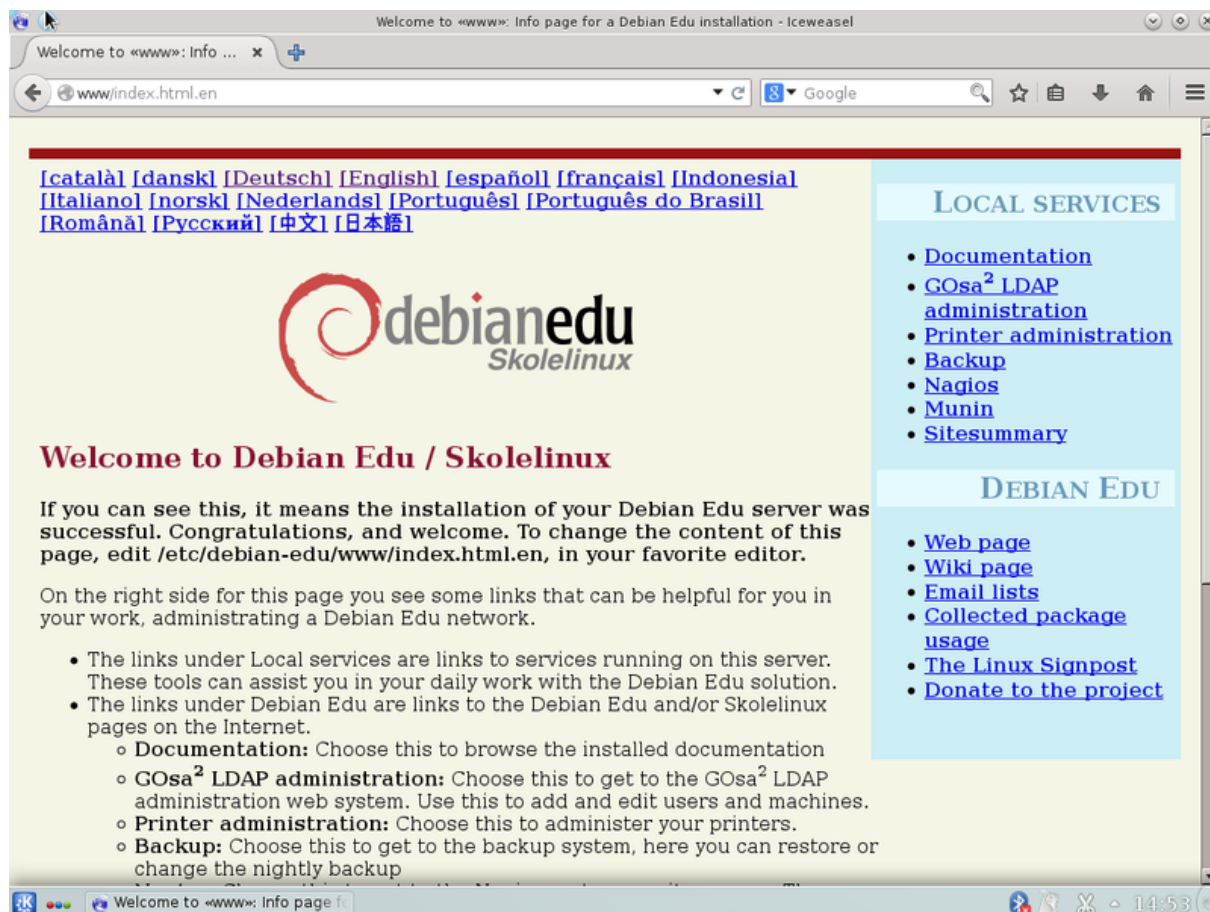 Welcome to «www»: Info page for a Debian Edu installation - Iceweasel
Welcome to «www»: Info ...
www/index.html.en
Google
[català] [dansk] [Deutsch] [English] [español] [français] [Indonesia]
[Italiano] [norsk] [Nederlands] [Português] [Português do Brasil]
[Română] [Русский] [中文] [日本語]
debianedu
Skolelinux
Welcome to Debian Edu / Skolelinux
If you can see this, it means the installation of your Debian Edu server was
successful. Congratulations, and welcome. To change the content of this
page, edit /etc/debian-edu/www/index.html.en, in your favorite editor.
On the right side for this page you see some links that can be helpful for you in
your work, administrating a Debian Edu network.
• The links under Local services are links to services running on this server.
These tools can assist you in your daily work with the Debian Edu solution.
• The links under Debian Edu are links to the Debian Edu and/or Skolelinux
pages on the Internet.
◦ Documentation: Choose this to browse the installed documentation
◦ GOsa² LDAP administration: Choose this to get to the GOsa² LDAP
administration web system. Use this to add and edit users and machines.
◦ Printer administration: Choose this to administer your printers.
◦ Backup: Choose this to get to the backup system, here you can restore or
change the nightly backup
LOCAL SERVICES
• Documentation
• GOsa² LDAP
administration
• Printer administration
• Backup
• Nagios
• Munin
• Sitesummary
DEBIAN EDU
• Web page
• Wiki page
• Email lists
• Collected package
usage
• The Linux Signpost
• Donate to the project
Welcome to «www»: Info page
14:53